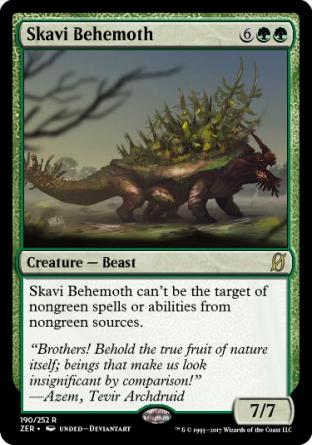 Skavi Behemoth 6
Creature — Beast
Skavi Behemoth can't be the target of
nongreen spells or abilities from
nongreen sources.
“Brothers! Behold the true fruit of nature
itself; beings that make us look
insignificant by comparison!”
—Azem, Tevir Archdruid
7/7
190/252 R
ZER • UNDED–DEVIANTART
™ & © 1993–2017 Wizards of the Coast LLC